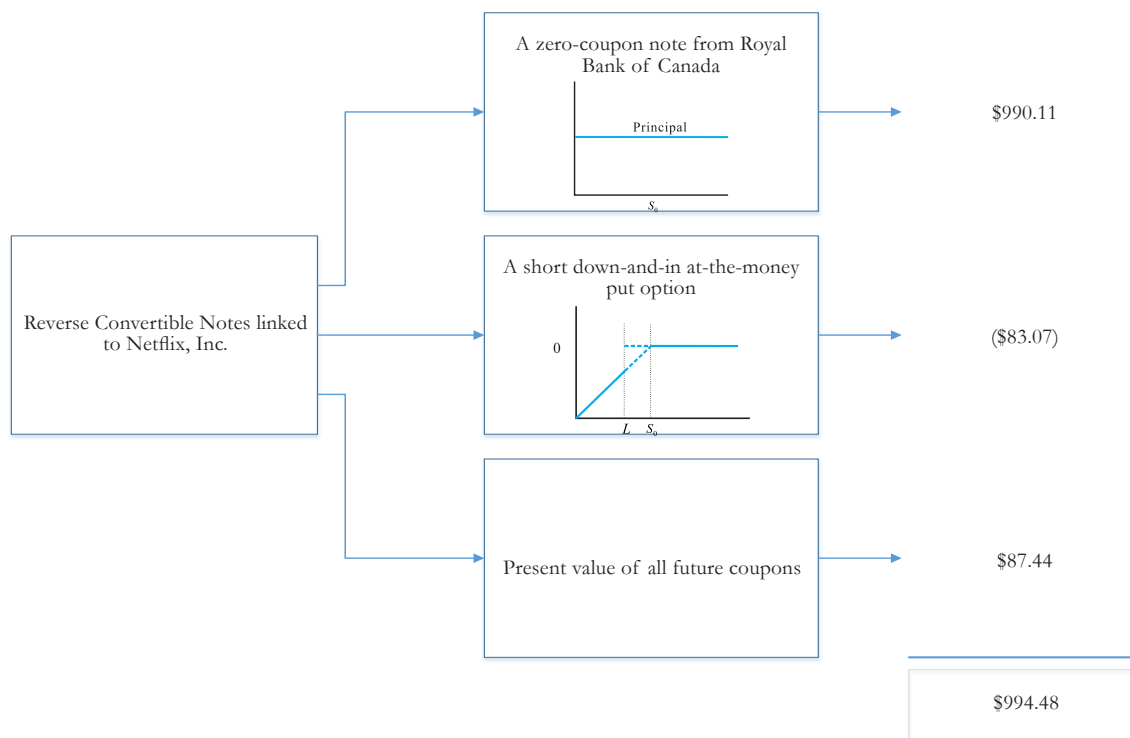 A zero-coupon note from Royal
Bank of Canada
Principal
S₀
$990.11
Reverse Convertible Notes linked
to Netflix, Inc.
A short down-and-in at-the-money
put option
0
L
S₀
($83.07)
Present value of all future coupons
$87.44
$994.48